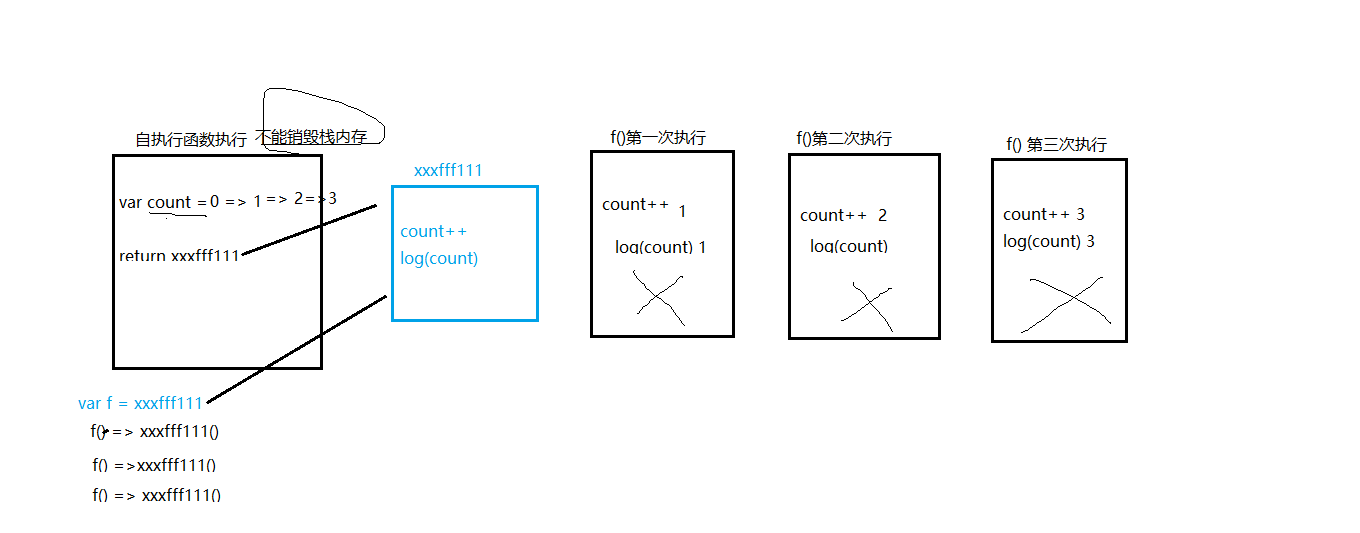 自执行函数执行 不能销毁栈内存
var count = 0 => 1 => 2=>3
return xxxfff111
xxxfff111
count++
log(count)
f()第一次执行
count++ 1
log(count) 1
f()第二次执行
count++ 2
log(count)
f() 第三次执行
count++ 3
log(count) 3
var f = xxxfff111
f() => xxxfff111()
f() =>xxxfff111()
f() => xxxfff111()